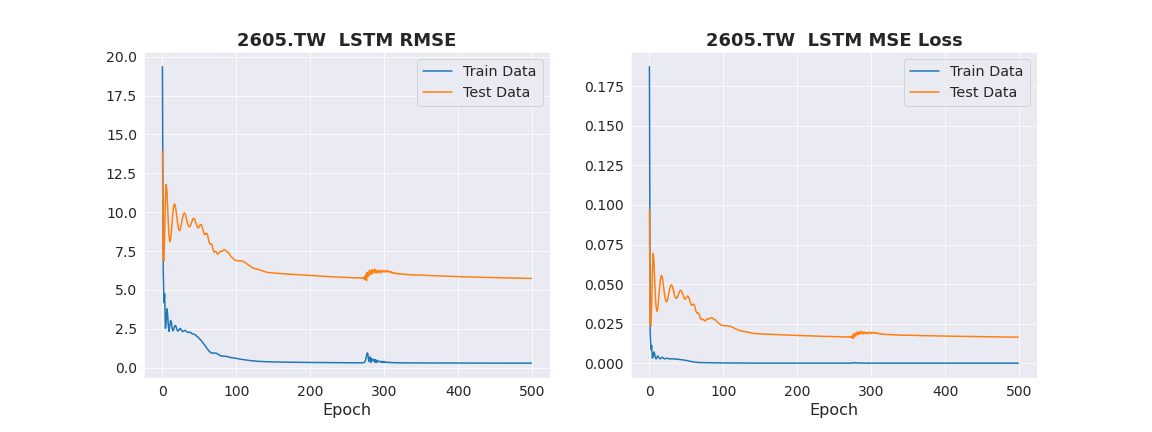 2605.TW  LSTM RMSE
20.0
17.5
15.0
12.5
10.0
7.5
5.0
2.5
0.0
Train Data
Test Data
0 100 200 300 400 500
Epoch
2605.TW  LSTM MSE Loss
0.175
0.150
0.125
0.100
0.075
0.050
0.025
0.000
Train Data
Test Data
0 100 200 300 400 500
Epoch